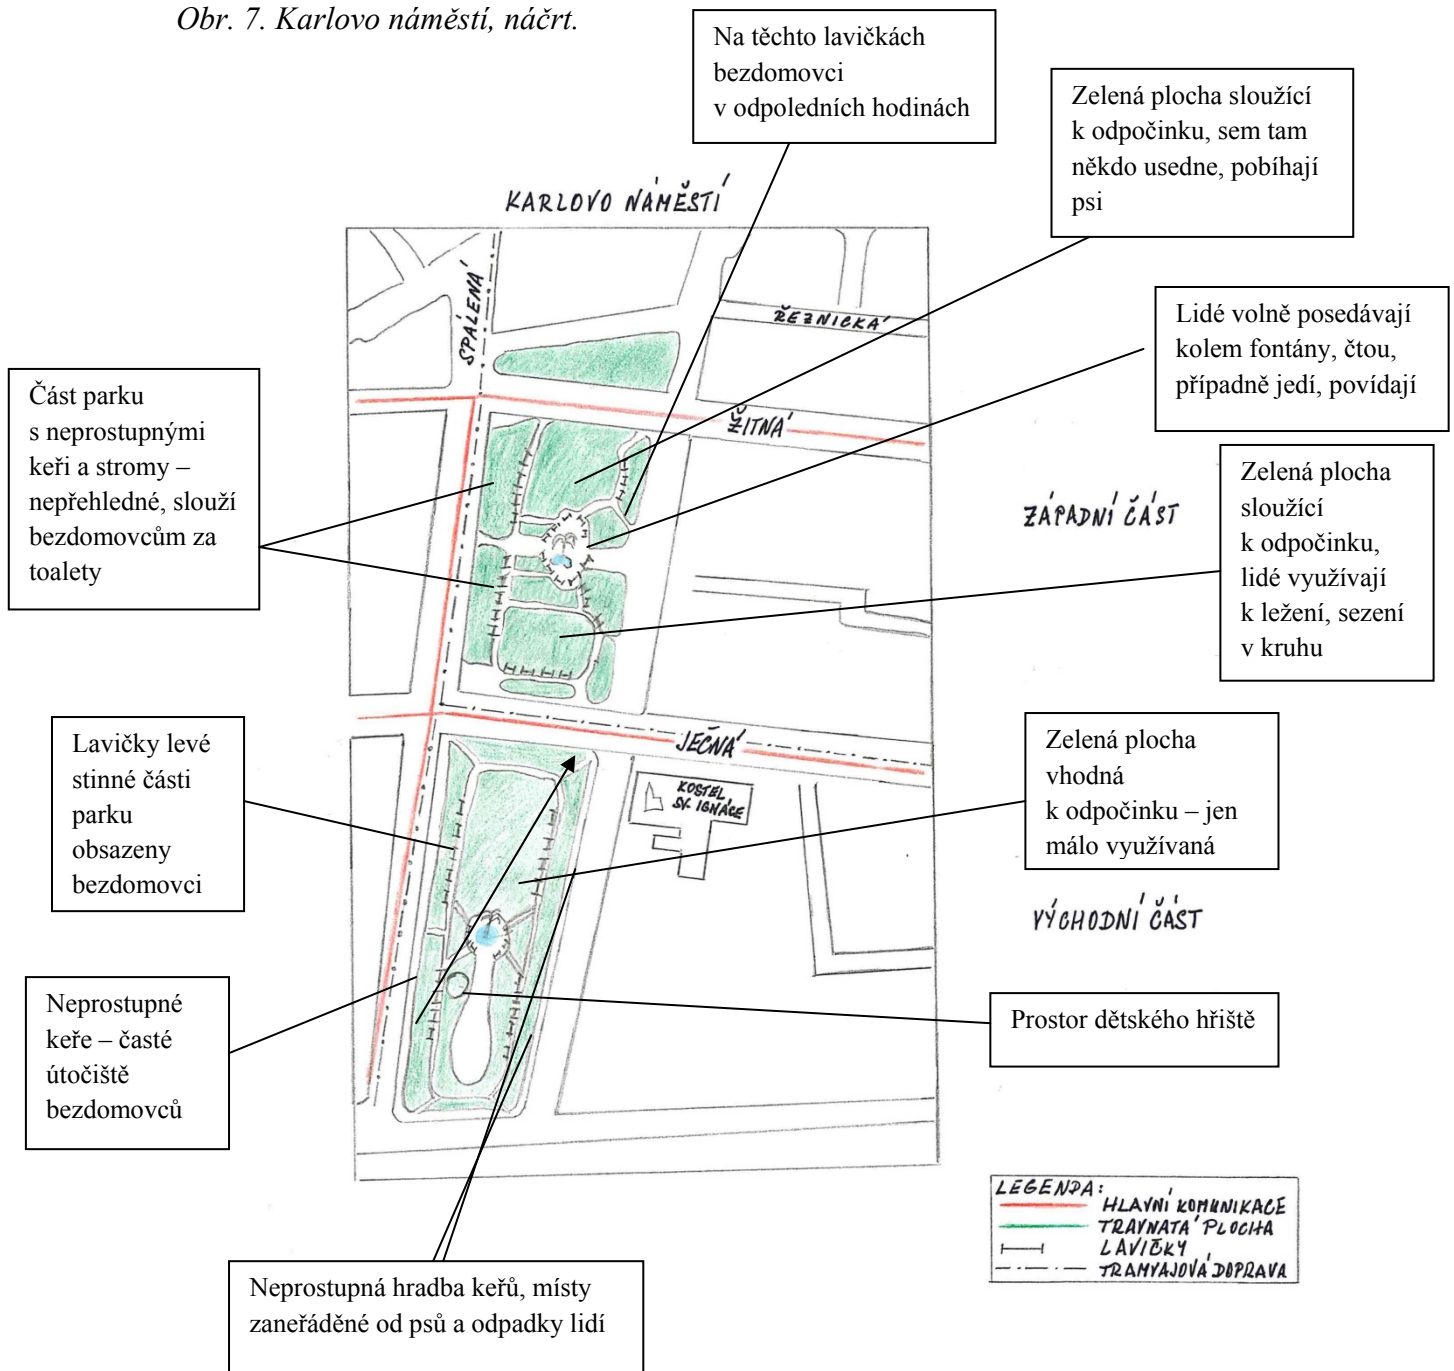 Obr. 7. Karlovo náměstí, náčrt.
Na těchto lavičkách
bezdomovci
v odpoledních hodinách
Zelená plocha sloužící
k odpočinku, sem tam
někdo usedne, pobíhají
psi
KARLOVO NÁMĚSTÍ
SPÁLENÁ
ŘEZNICKÁ
Lidé volně posedávají
kolem fontány, čtou,
případně jedí, povídají
Část parku
s neprostupnými
keři a stromy –
nepřehledné, slouží
bezdomovcům za
toalety
ŽITNÁ
Zelená plocha
sloužící
k odpočinku,
lidé využívají
k ležení, sezení
v kruhu
ZÁPADNÍ ČÁST
Lavičky levé
stinné části
parku
obsazeny
bezdomovci
JEČNÁ
KOSTEL
SV. IGNÁCE
Zelená plocha
vhodná
k odpočinku – jen
málo využívaná
VÝCHODNÍ ČÁST
Neprostupné
keře – časté
útočiště
bezdomovců
Prostor dětského hřiště
LEGENDA:
HLAVNÍ KOMUNIKACE
TRAVNATÁ PLOCHA
LAVIČKY
TRAMVAJOVÁ DOPRAVA
Neprostupná hradba keřů, místy
zaneřáděné od psů a odpadky lidí